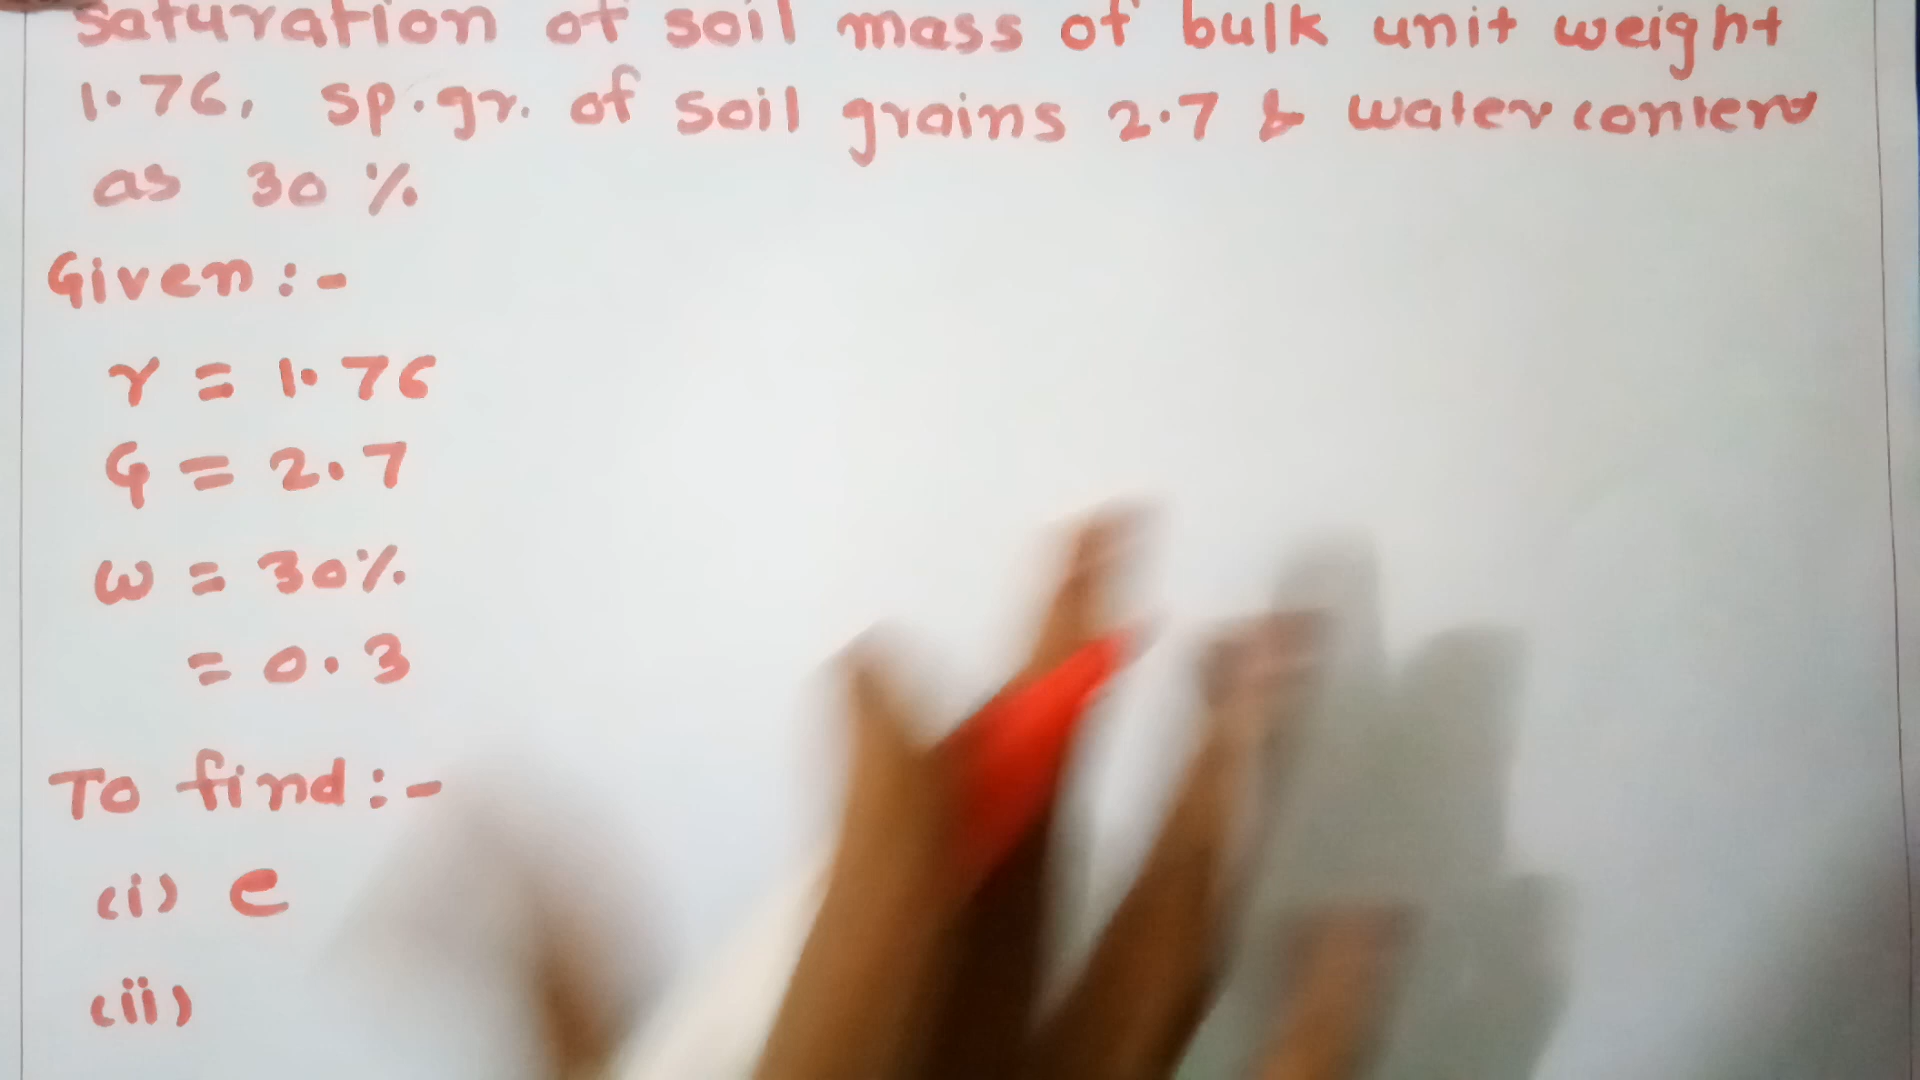 saturation of soil mass of bulk unit weight
1.76, sp.gr. of soil grains 2.7 & water content
as 30 %
Given :-
γ = 1.76
G = 2.7
ω = 30%
= 0.3
To find :-
(i) e
(ii)